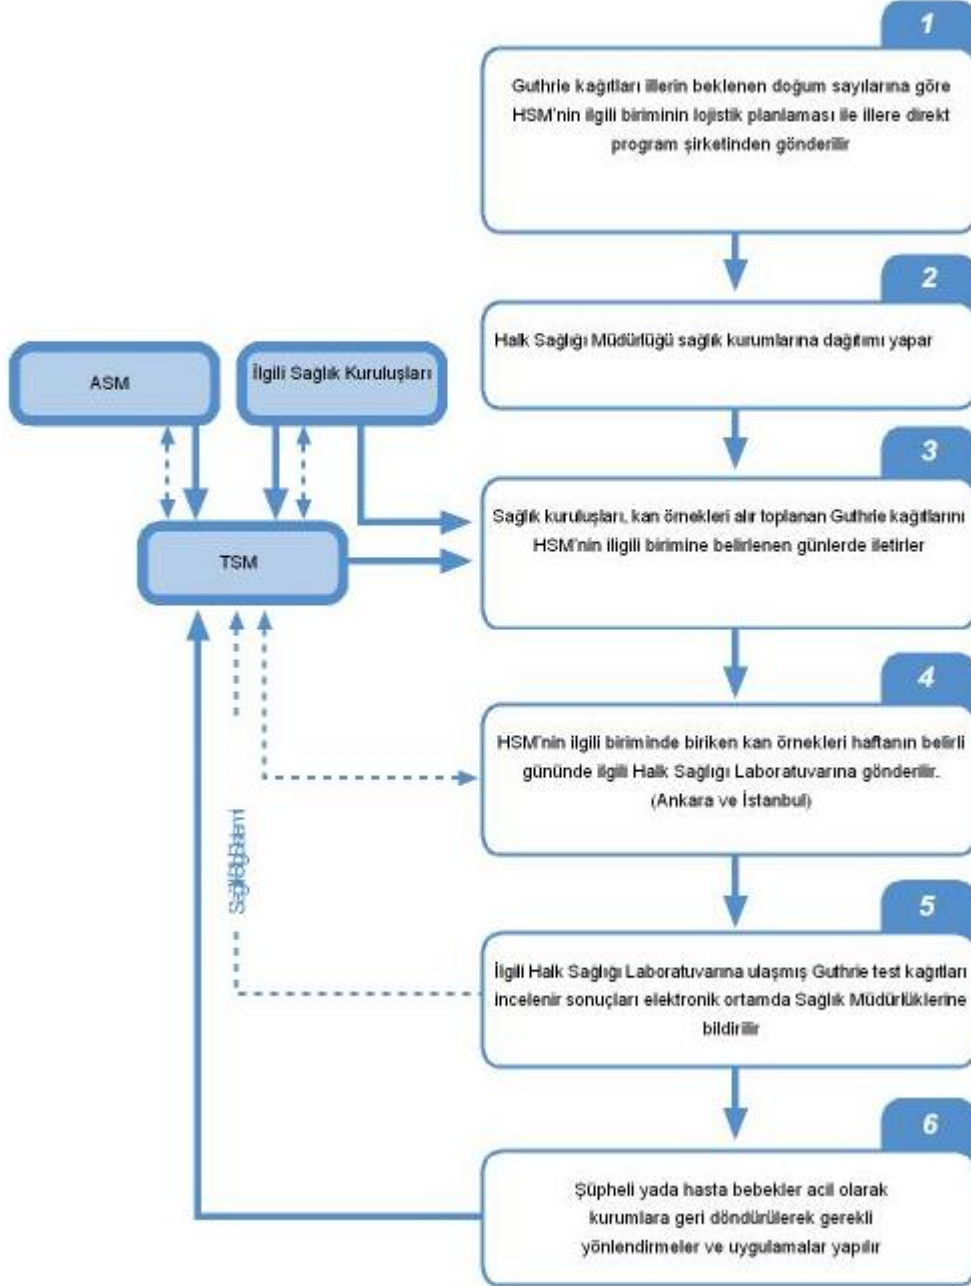 1
Guthrie kağıtları illerin beklenen doğum sayılarına göre
HSM'nin ilgili biriminin lojistik planlaması ile illere direkt
program şirketinden gönderilir
2
Halk Sağlığı Müdürlüğü sağlık kurumlarına dağıtımı yapar
ASM
İlgili Sağlık Kuruluşları
TSM
3
Sağlık kuruluşları, kan örnekleri alır toplanan Guthrie kağıtlarını
HSM'nin iligili birimine belirlenen günlerde iletirler
4
HSM'nin ilgili biriminde biriken kan örnekleri haftanın belirli
gününde ilgili Halk Sağlığı Laboratuvarına gönderilir.
(Ankara ve İstanbul)
5
İlgili Halk Sağlığı Laboratuvarına ulaşmış Guthrie test kağıtları
incelenir sonuçları elektronik ortamda Sağlık Müdürlüklerine
bildirilir
6
Şüpheli yada hasta bebekler acil olarak
kurumlara geri döndürülerek gerekli
yönlendirmeler ve uygulamalar yapılır